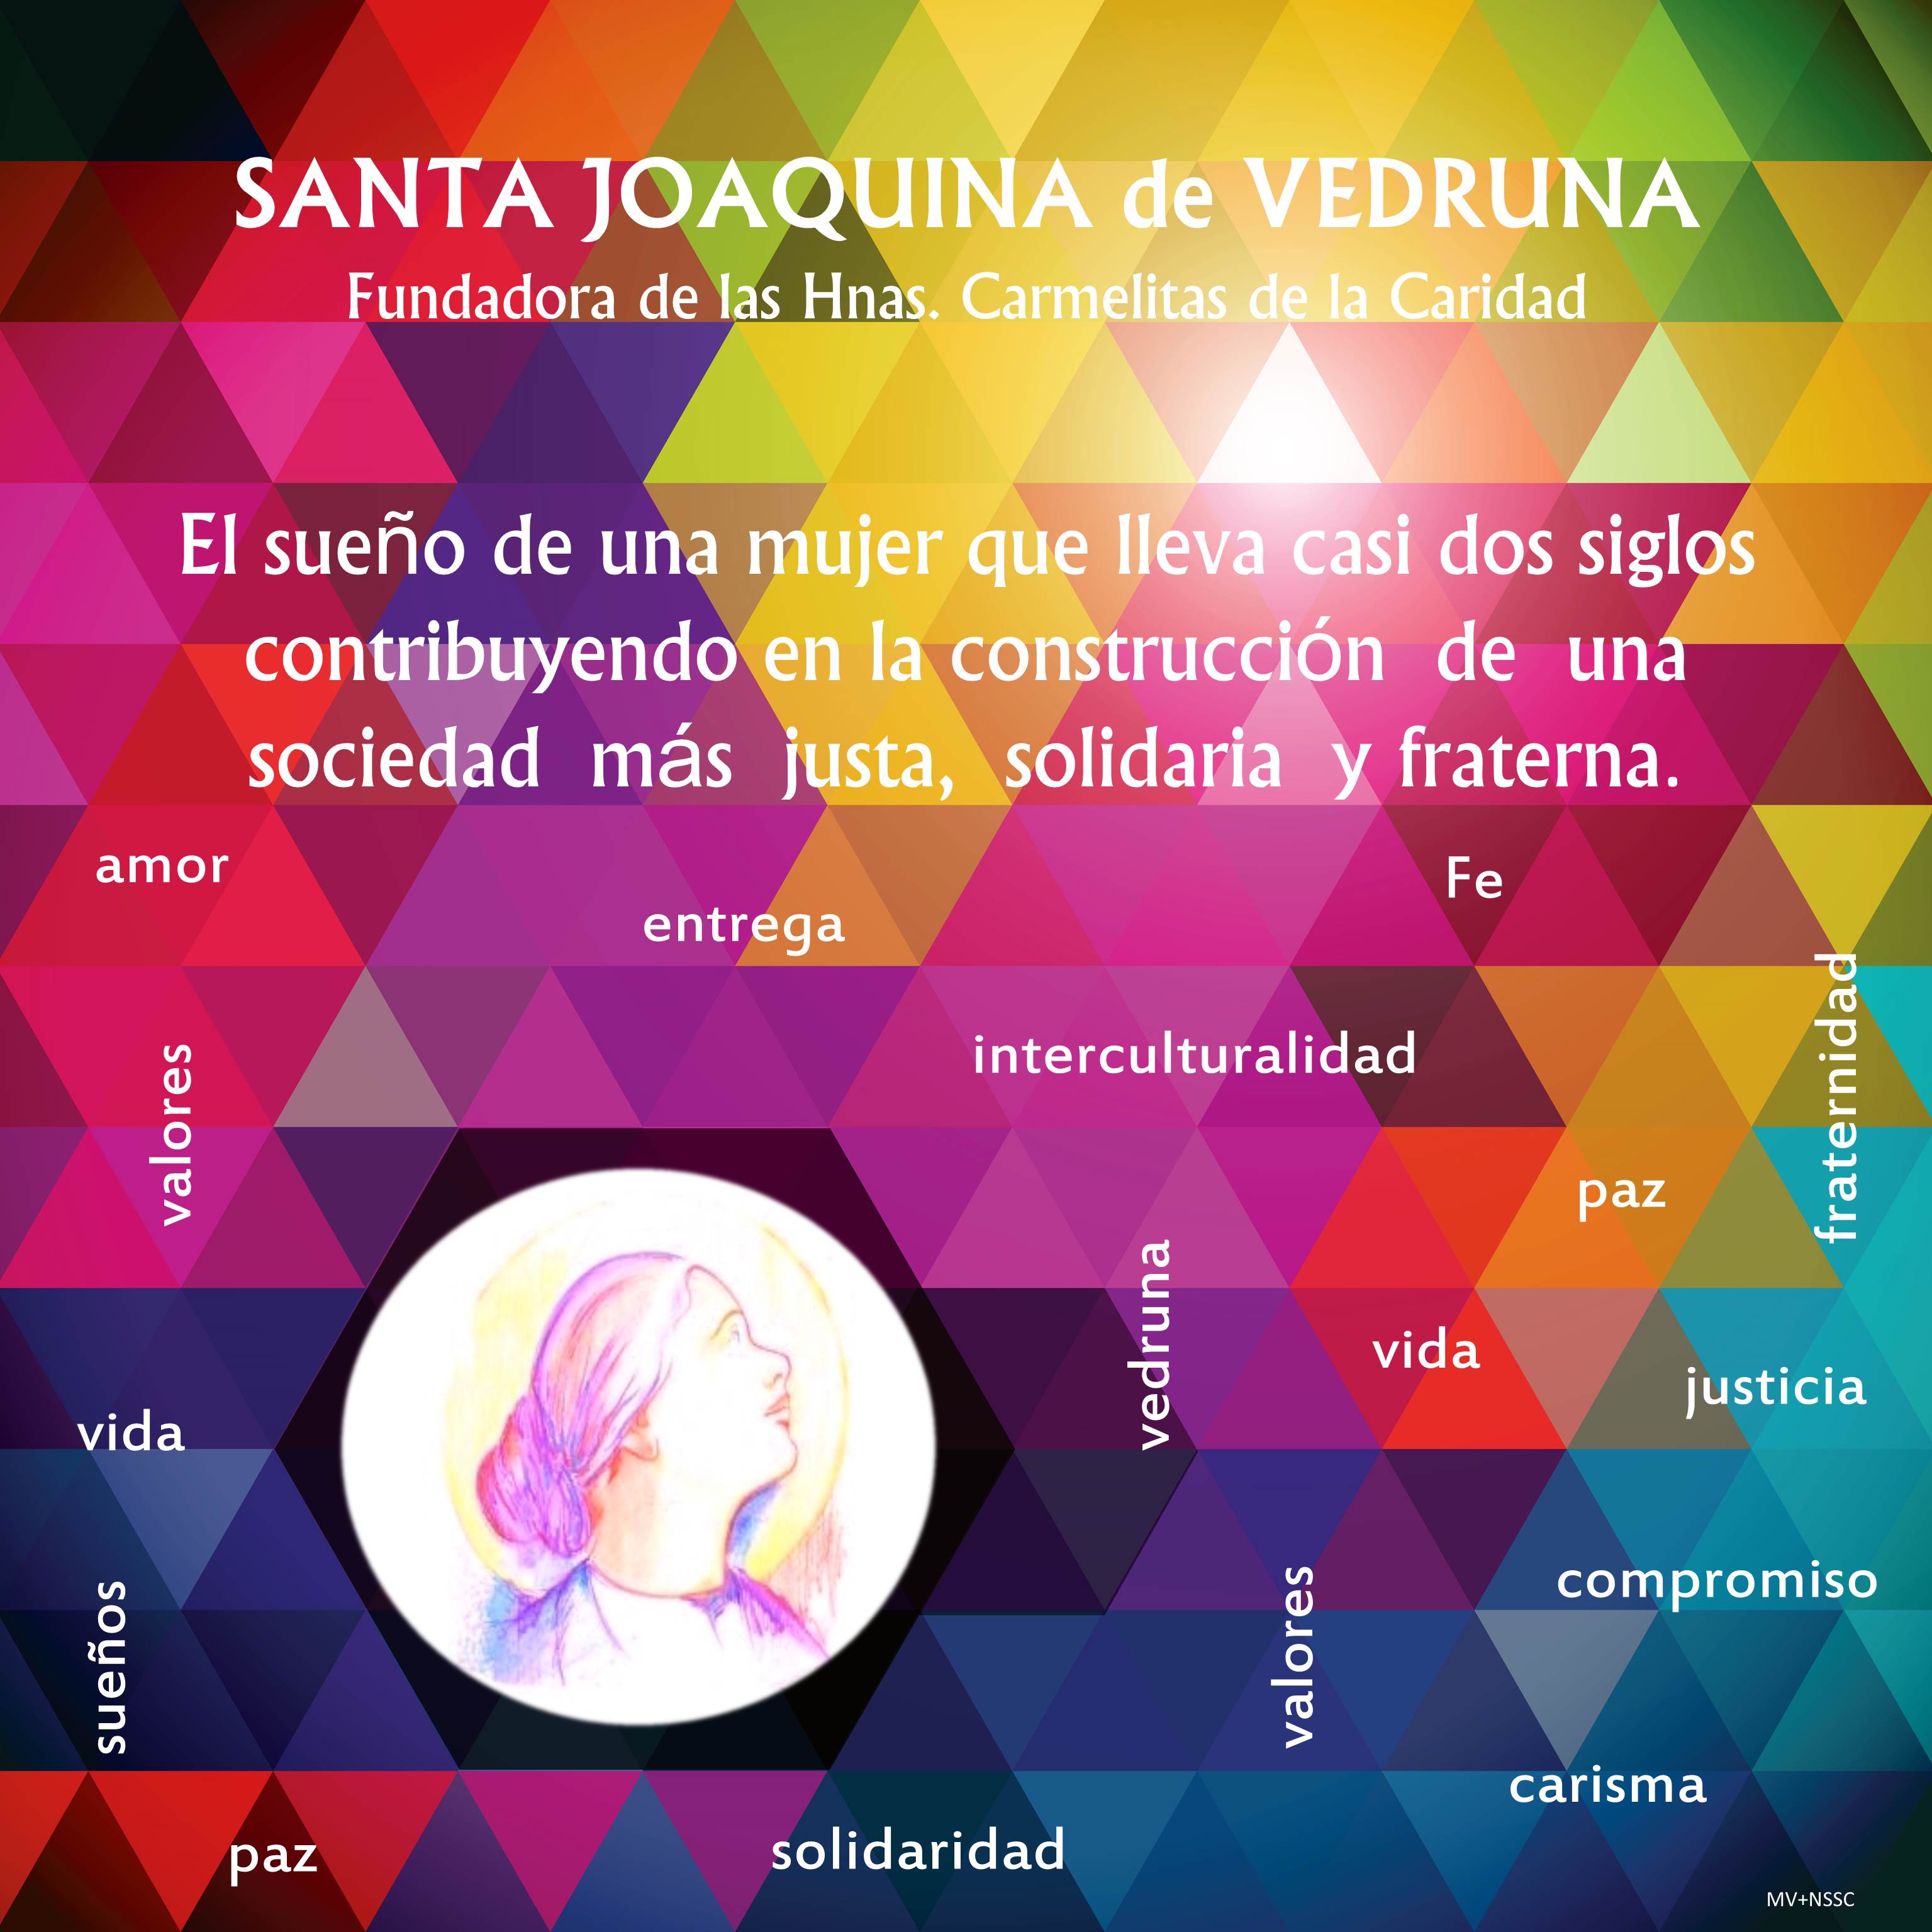 SANTA JOAQUINA de VEDRUNA
Fundadora de las Hnas. Carmelitas de la Caridad
El sueño de una mujer que lleva casi dos siglos
contribuyendo en la construcción de una
sociedad más justa, solidaria y fraterna.
amor
Fe
entrega
interculturalidad
fraternidad
valores
paz
vedruna
vida
justicia
vida
compromiso
sueños
valores
carisma
paz
solidaridad
MV+NSSC